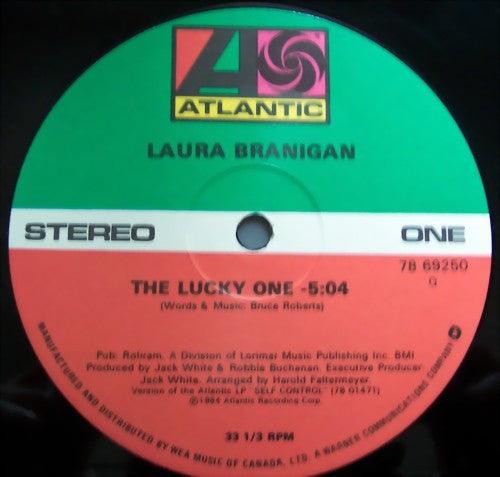 ATLANTIC
LAURA BRANIGAN
STEREO ONE
78 69250
G
THE LUCKY ONE -5:04
(Words & Music: Bruce Roberts)
Pub: Rohram, A Division of Lorimar Music Publishing Inc. BMI
Produced by Jack White & Robbie Buchanan. Executive Producer
Jack White. Arranged by Harold Faltermeyer.
Version of the Atlantic LP "SELF CONTROL" (78 01471)
℗1984 Atlantic Recording Corp.
33 1/3 RPM
MANUFACTURED AND DISTRIBUTED BY WEA MUSIC OF CANADA, LTD. A WARNER COMMUNICATIONS COMPANY